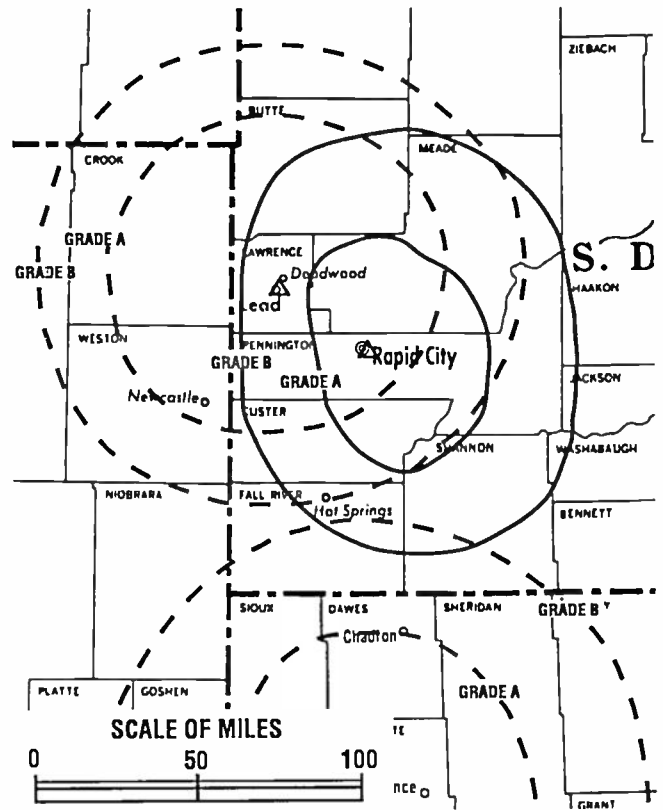 ZIEBACH
BUTTE
CROOK
MEADE
GRADE A
LAWRENCE
S. D
GRADE B
Deadwood
HAAKON
Lead
WESTON
PENNINGTON
Rapid City
GRADE B
GRADE A
JACKSON
Newcastle
CUSTER
SHANNON
WASHABAUGH
NIOBRARA
FALL RIVER
Hot Springs
BENNETT
SIOUX
DAWES
SHERIDAN
GRADE B
Chadron
PLATTE
GOSHEN
GRADE A
SCALE OF MILES
TE
0 50 100
nce
GRANT